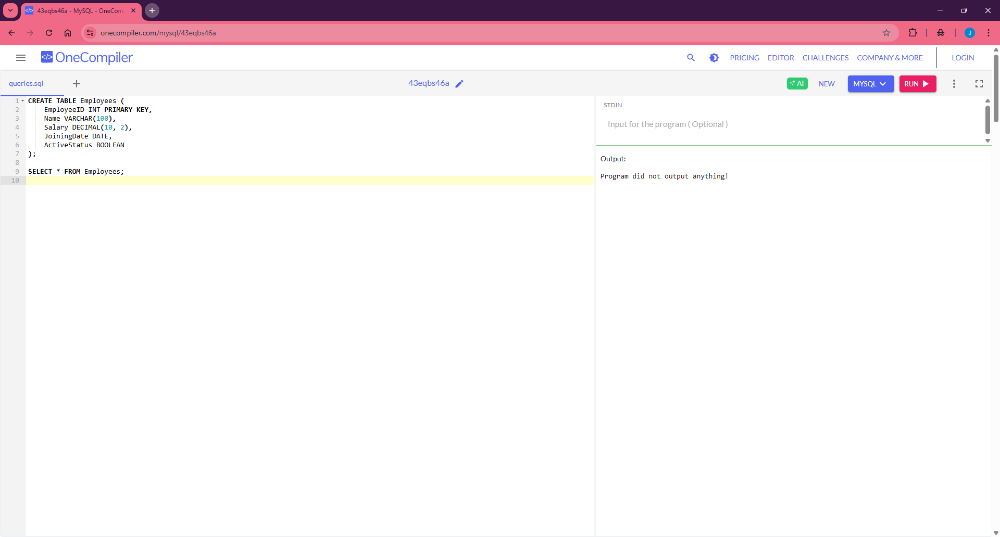 43eqbs46a - MySQL - OneCom
onecompiler.com/mysql/43eqbs46a
J
</> OneCompiler
PRICING EDITOR CHALLENGES COMPANY & MORE LOGIN
queries.sql
43eqbs46a
AI NEW MYSQL RUN
1 CREATE TABLE Employees (
2 EmployeeID INT PRIMARY KEY,
3 Name VARCHAR(100),
4 Salary DECIMAL(10, 2),
5 JoiningDate DATE,
6 ActiveStatus BOOLEAN
7 );
8
9 SELECT * FROM Employees;
10
STDIN
Input for the program ( Optional )
Output:
Program did not output anything!